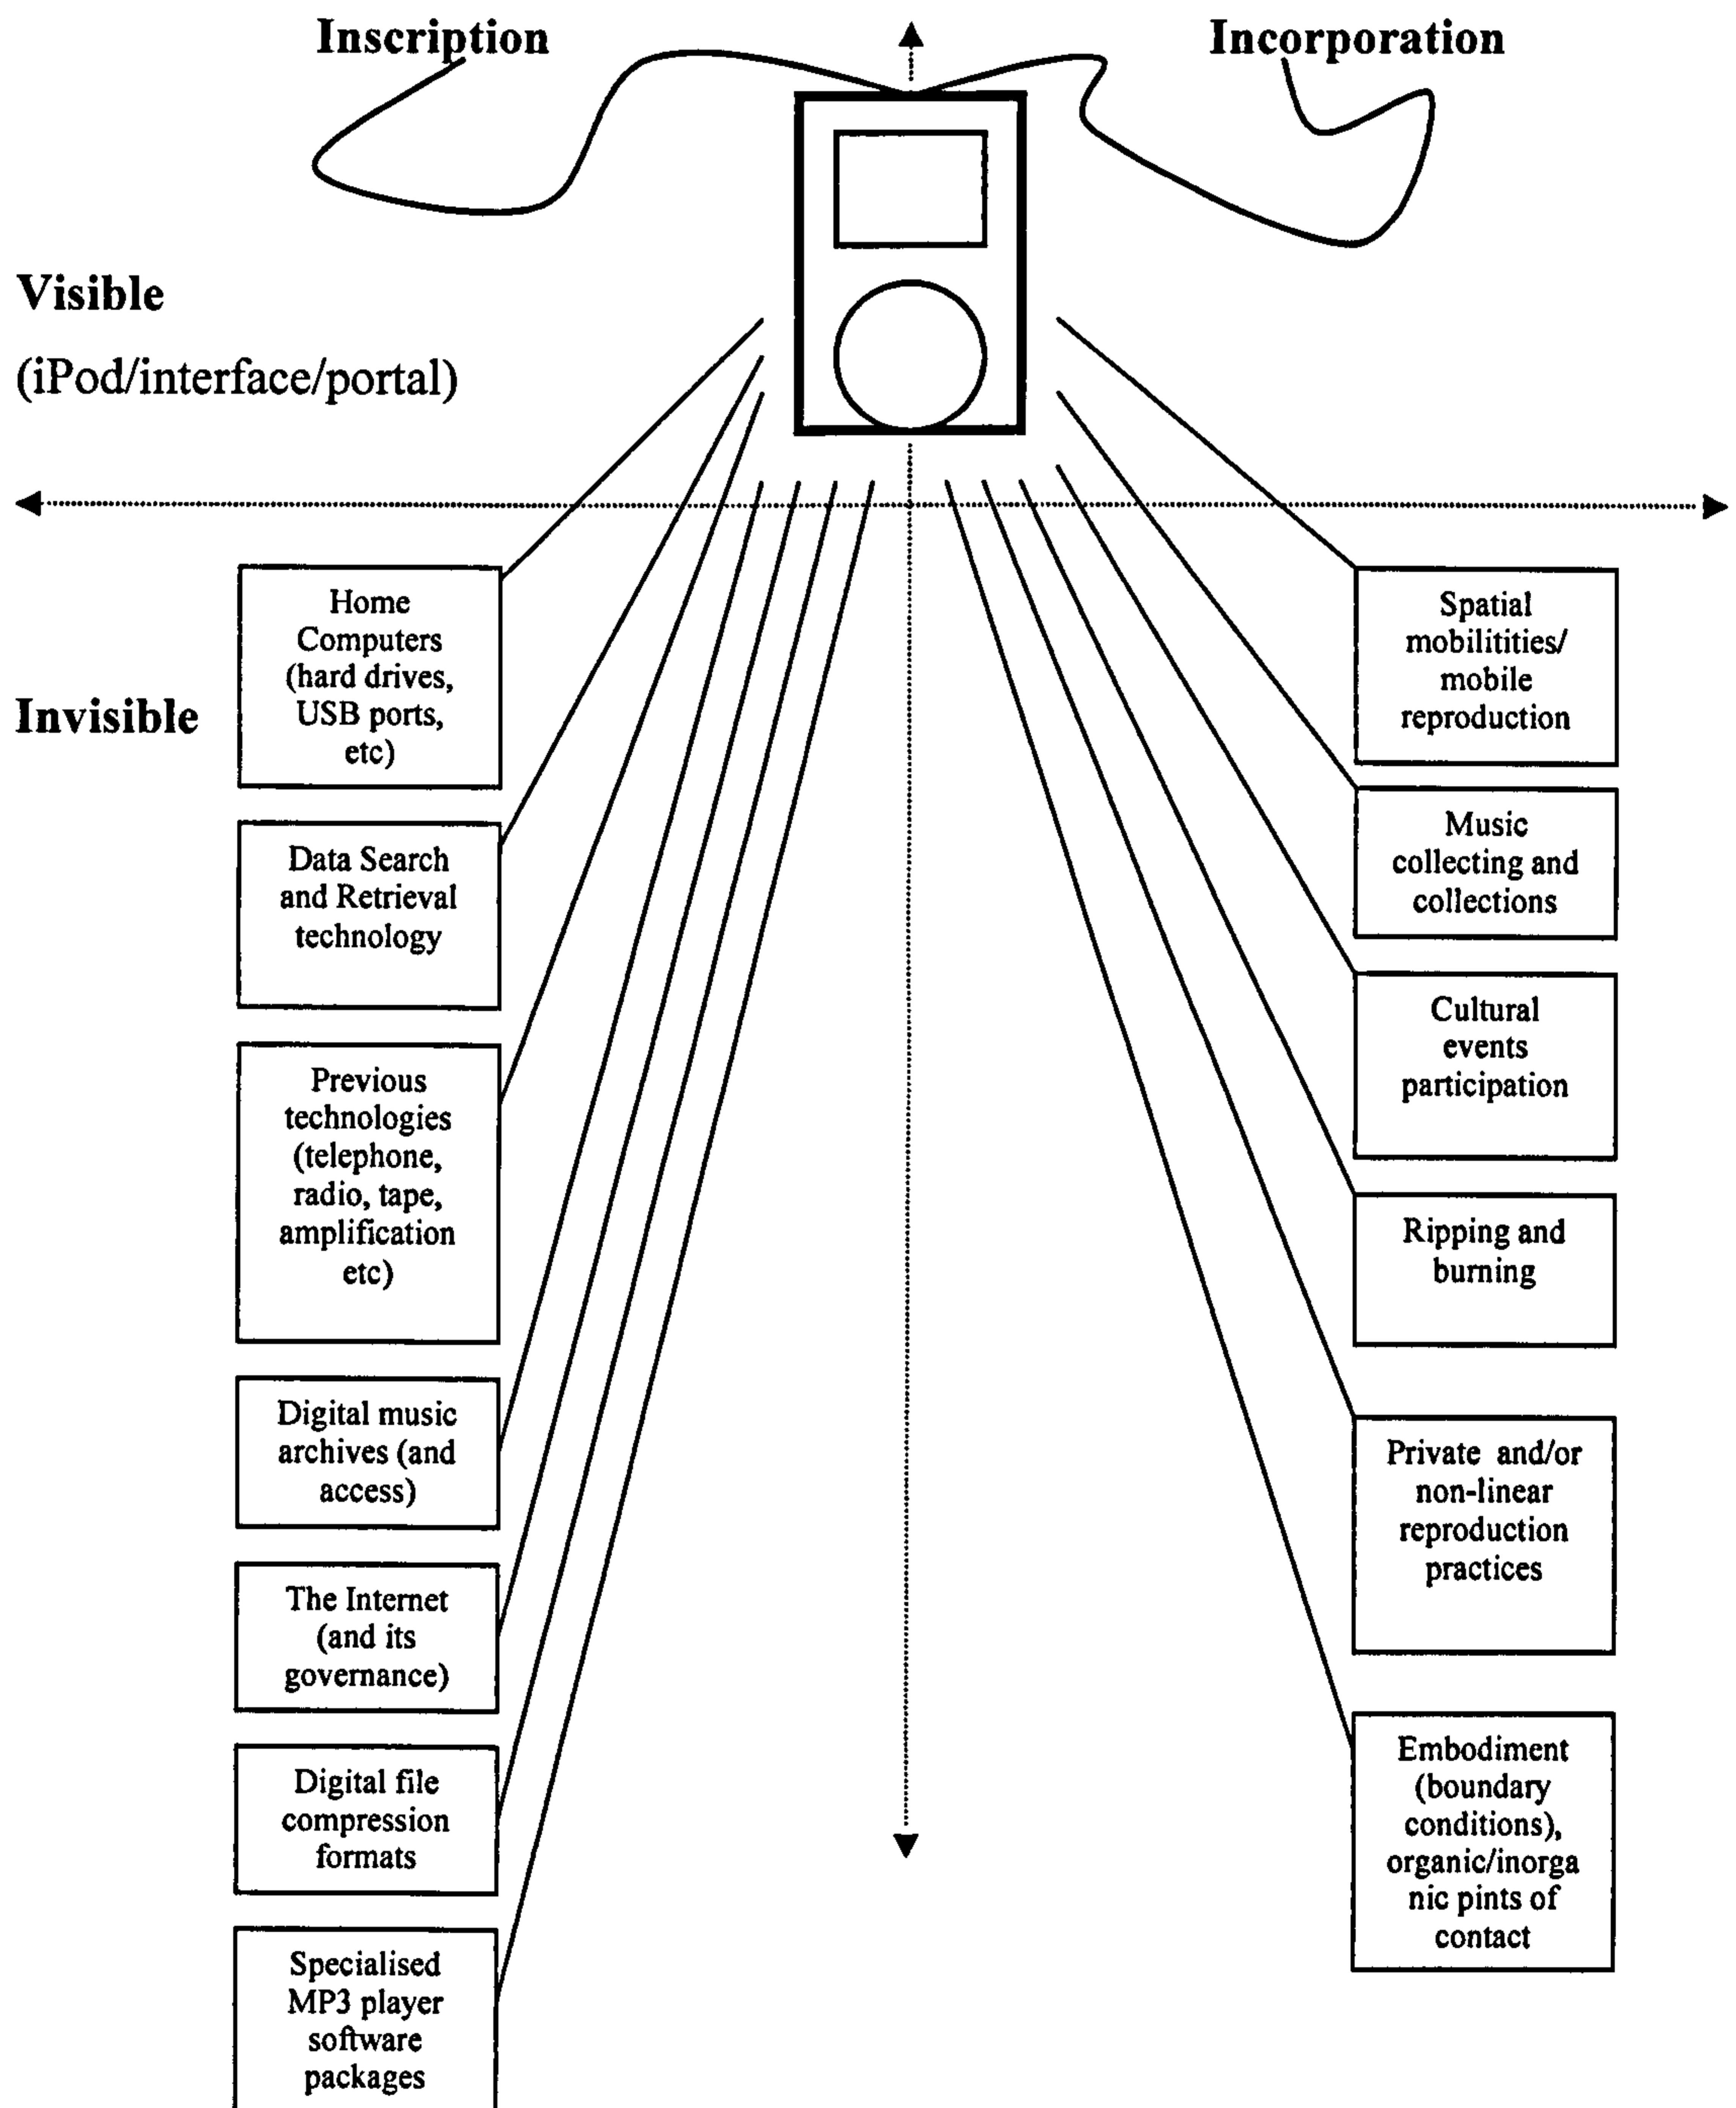 Inscription
Incorporation
Visible
(iPod/interface/portal)
Invisible
Home
Computers
(hard drives,
USB ports,
etc)
Data Search
and Retrieval
technology
Previous
technologies
(telephone,
radio, tape,
amplification
etc)
Digital music
archives (and
access)
The Internet
(and its
governance)
Digital file
compression
formats
Specialised
MP3 player
software
packages
Spatial
mobilitities/
mobile
reproduction
Music
collecting and
collections
Cultural
events
participation
Ripping and
burning
Private and/or
non-linear
reproduction
practices
Embodiment
(boundary
conditions),
organic/inorga
nic pints of
contact